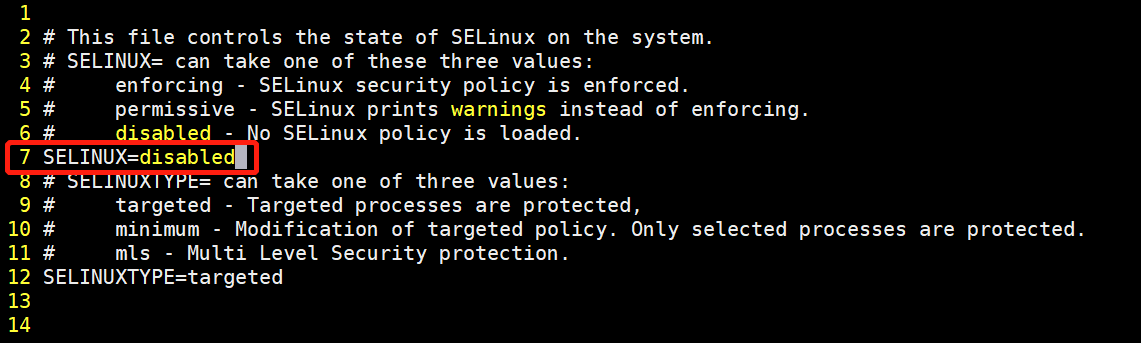 1
2 # This file controls the state of SELinux on the system.
3 # SELINUX= can take one of these three values:
4 #     enforcing - SELinux security policy is enforced.
5 #     permissive - SELinux prints warnings instead of enforcing.
6 #     disabled - No SELinux policy is loaded.
7 SELINUX=disabled
8 # SELINUXTYPE= can take one of three values:
9 #     targeted - Targeted processes are protected,
10 #     minimum - Modification of targeted policy. Only selected processes are protected.
11 #     mls - Multi Level Security protection.
12 SELINUXTYPE=targeted
13
14